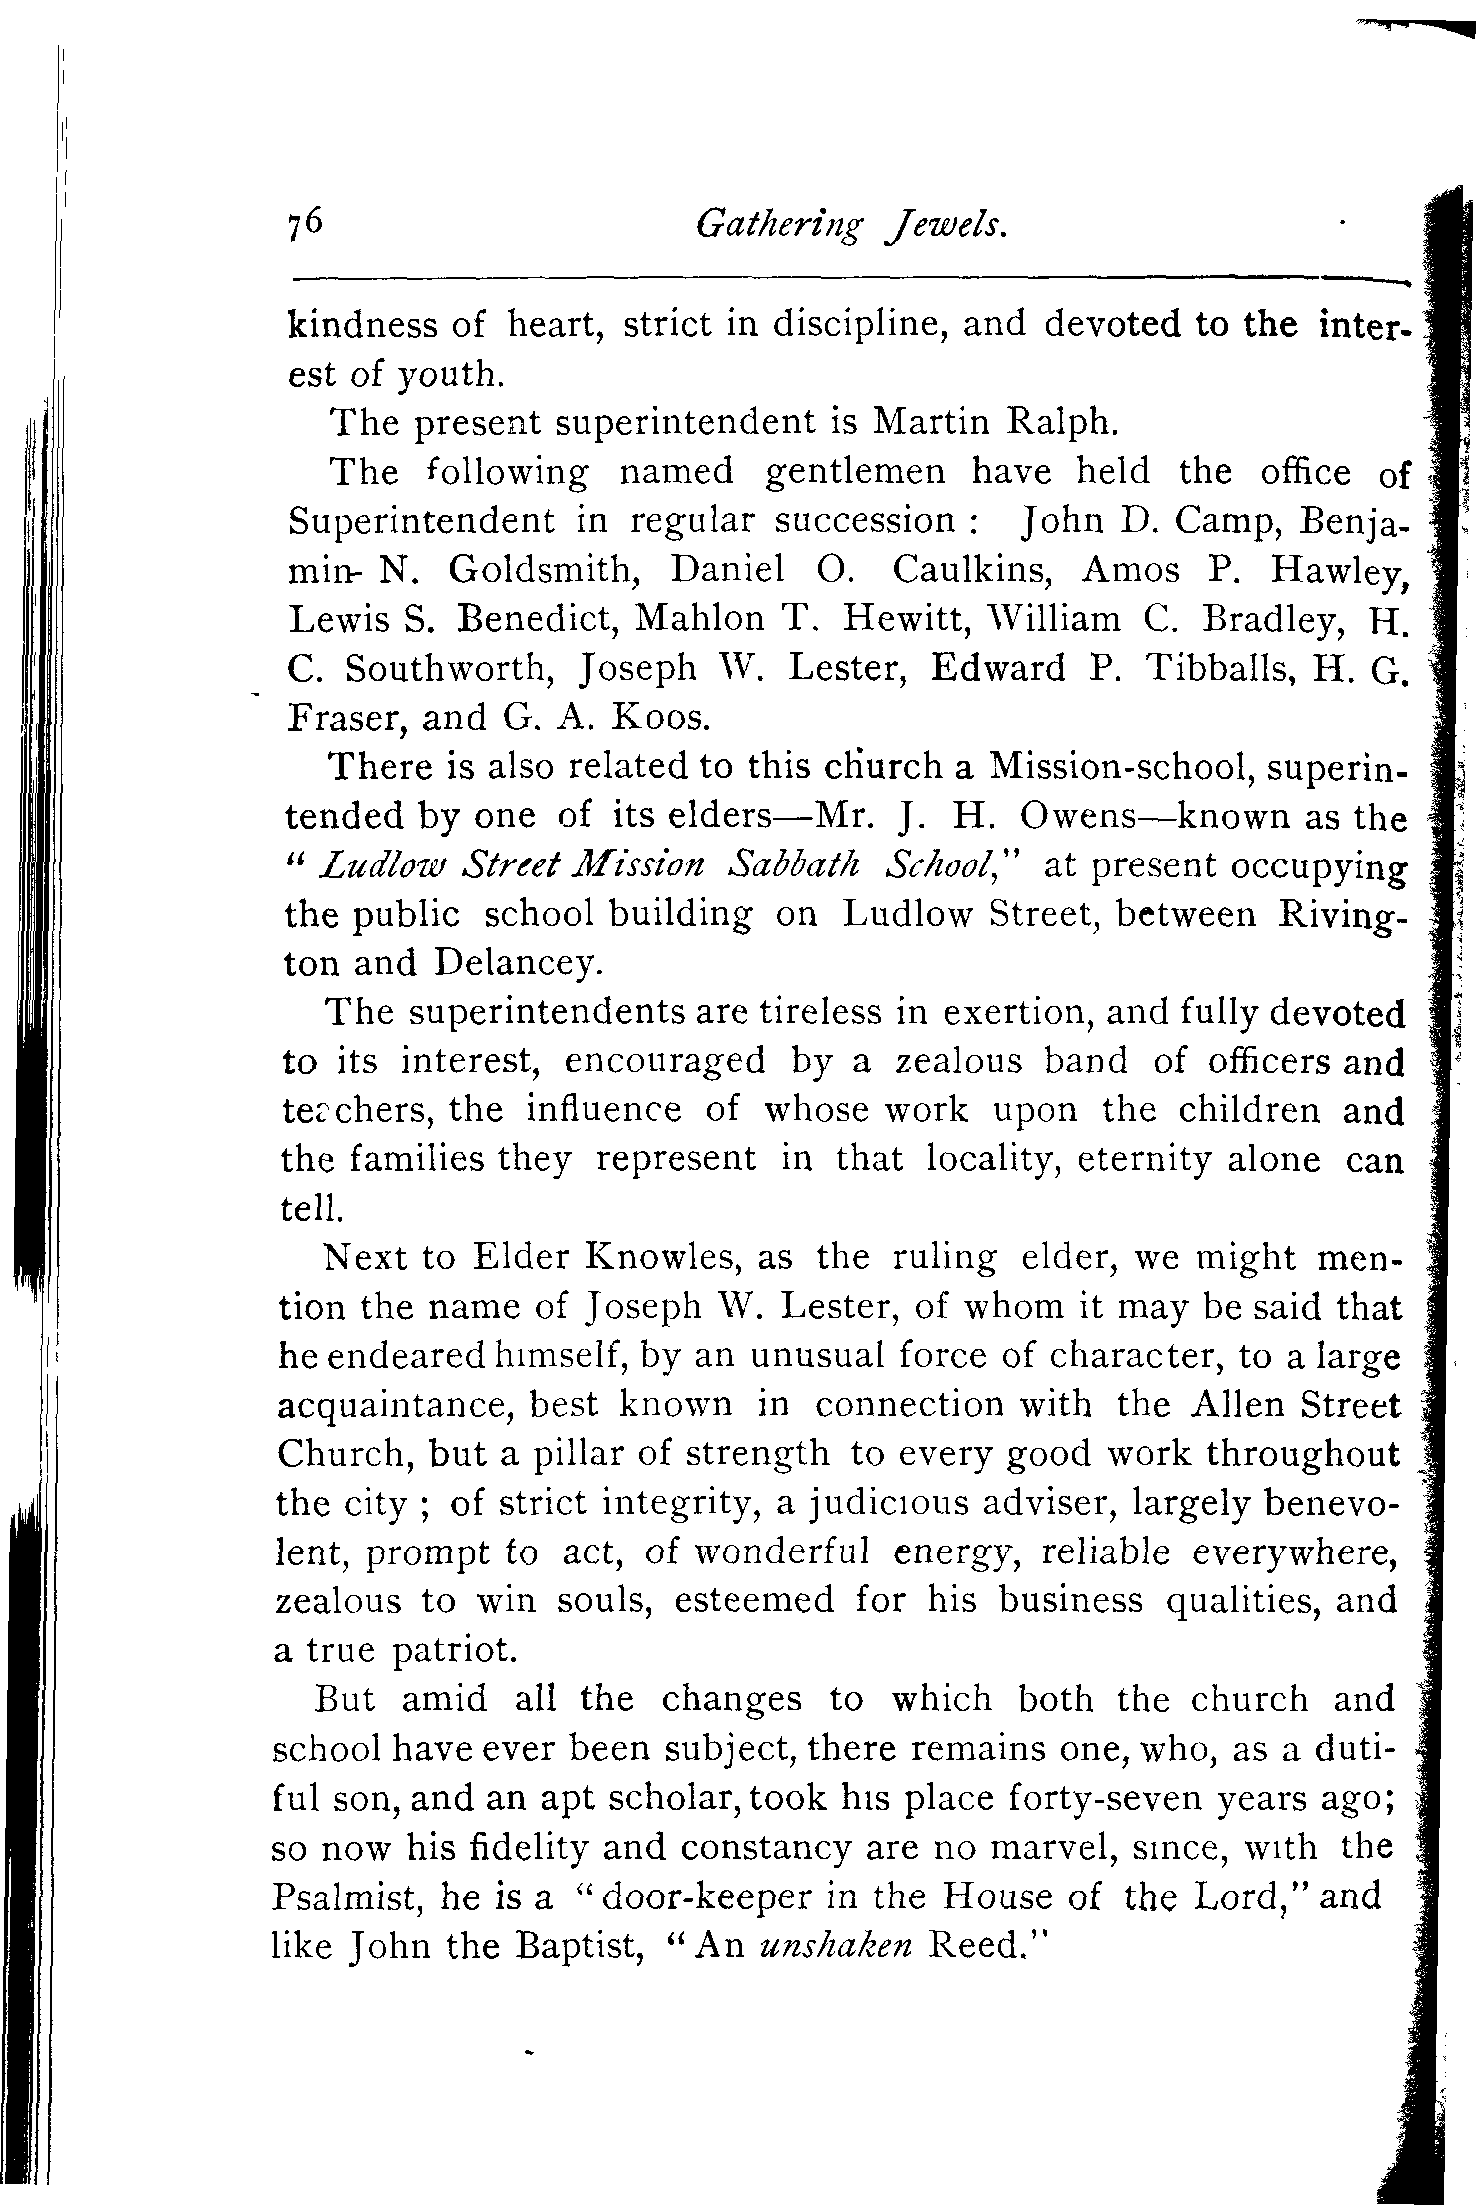 76 Gathering Jewels.
kindness of heart, strict in discipline, and devoted to the inter-
est of youth.
The present superintendent is Martin Ralph.
The following named gentlemen have held the office of
Superintendent in regular succession : John D. Camp, Benja-
min N. Goldsmith, Daniel O. Caulkins, Amos P. Hawley,
Lewis S. Benedict, Mahlon T. Hewitt, William C. Bradley, H.
C. Southworth, Joseph W. Lester, Edward P. Tibballs, H. G.
Fraser, and G. A. Koos.
There is also related to this church a Mission-school, superin-
tended by one of its elders—Mr. J. H. Owens—known as the
“ Ludlow Street Mission Sabbath School,” at present occupying
the public school building on Ludlow Street, between Riving-
ton and Delancey.
The superintendents are tireless in exertion, and fully devoted
to its interest, encouraged by a zealous band of officers and
teachers, the influence of whose work upon the children and
the families they represent in that locality, eternity alone can
tell.
Next to Elder Knowles, as the ruling elder, we might men-
tion the name of Joseph W. Lester, of whom it may be said that
he endeared himself, by an unusual force of character, to a large
acquaintance, best known in connection with the Allen Street
Church, but a pillar of strength to every good work throughout
the city ; of strict integrity, a judicious adviser, largely benevo-
lent, prompt to act, of wonderful energy, reliable everywhere,
zealous to win souls, esteemed for his business qualities, and
a true patriot.
But amid all the changes to which both the church and
school have ever been subject, there remains one, who, as a duti-
ful son, and an apt scholar, took his place forty-seven years ago;
so now his fidelity and constancy are no marvel, since, with the
Psalmist, he is a “ door-keeper in the House of the Lord,” and
like John the Baptist, “ An unshaken Reed.”